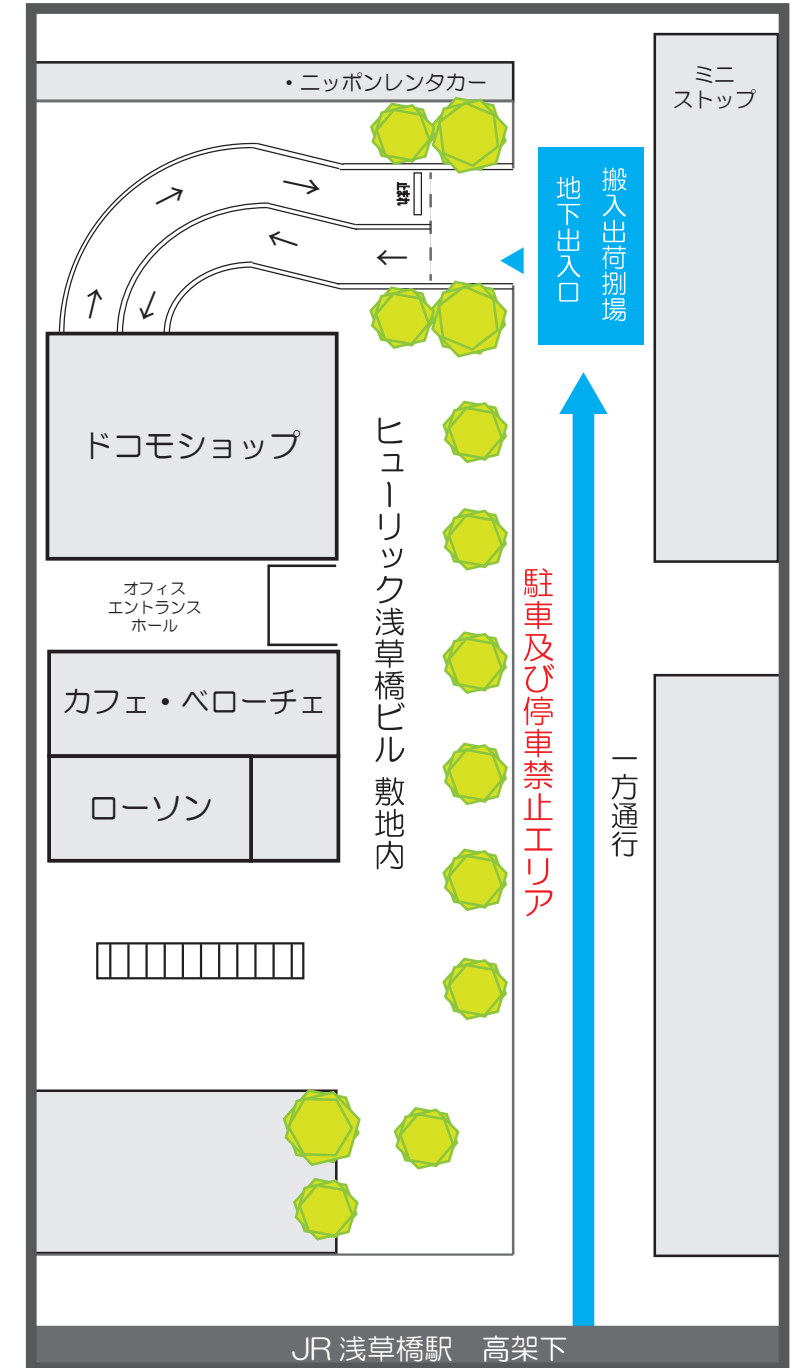 ・ニッポンレンタカー
ミニ
ストップ
止まれ
搬入出荷捌場
地下出入口
ドコモショップ
ヒューリック浅草橋ビル 敷地内
オフィス
エントランス
ホール
駐車及び停車禁止エリア
カフェ・ベローチェ
一方通行
ローソン
JR 浅草橋駅　高架下